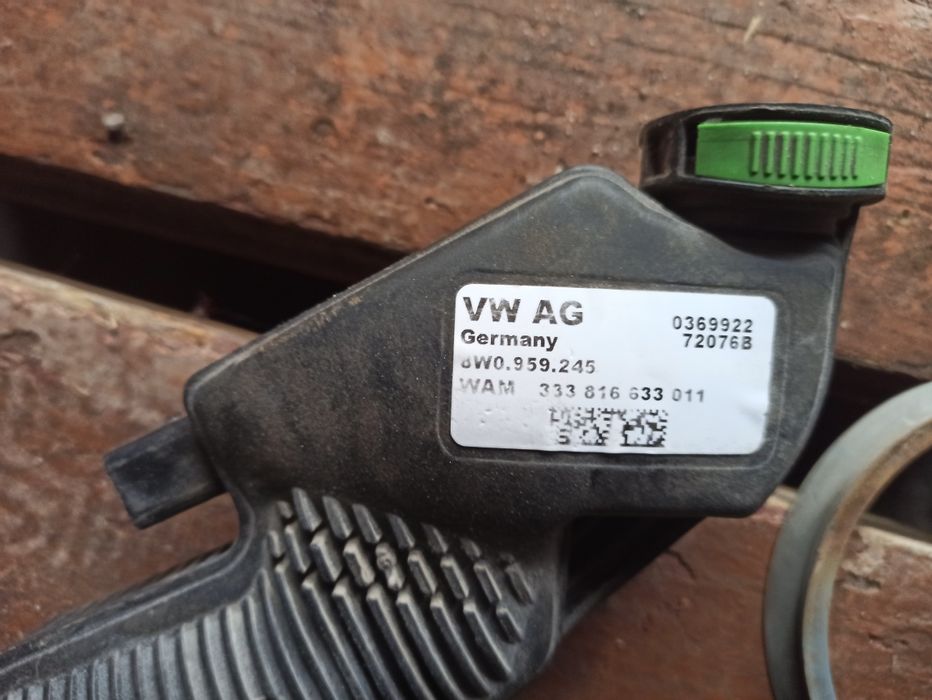 VW AG
Germany
0369922
72076B
8W0.959.245
WAM 333 816 633 011